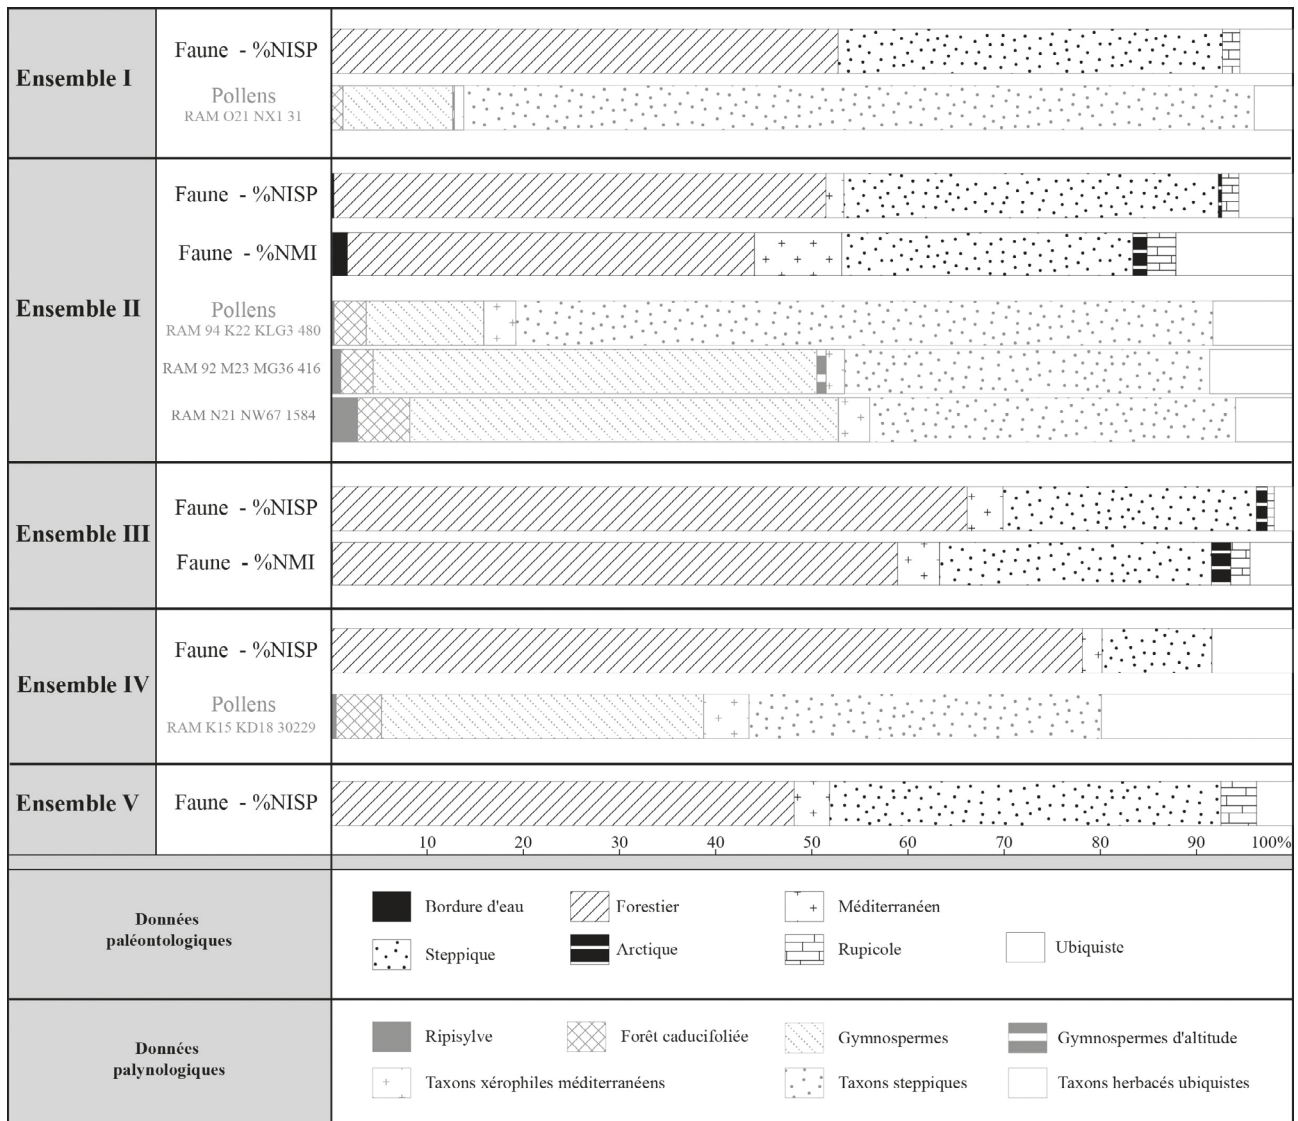 Ensemble I
Faune - %NISP
Pollens
RAM O21 NX1 31
Ensemble II
Faune - %NISP
Faune - %NMI
Pollens
RAM 94 K22 KLG3 480
RAM 92 M23 MG36 416
RAM N21 NW67 1584
Ensemble III
Faune - %NISP
Faune - %NMI
Ensemble IV
Faune - %NISP
Pollens
RAM K15 KD18 30229
Ensemble V
Faune - %NISP
10 20 30 40 50 60 70 80 90 100%
Données
paléontologiques
Bordure d'eau
Forestier
Méditerranéen
Steppique
Arctique
Rupicole
Ubiquiste
Données
palynologiques
Ripisylve
Forêt caducifoliée
Gymnospermes
Gymnospermes d'altitude
Taxons xérophiles méditerranéens
Taxons steppiques
Taxons herbacés ubiquistes